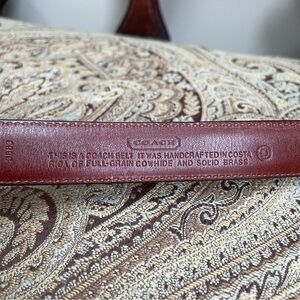 COACH
THIS IS A COACH BELT. IT WAS HANDCRAFTED IN COSTA
RICA OF FULL-GRAIN COWHIDE AND SOLID BRASS.